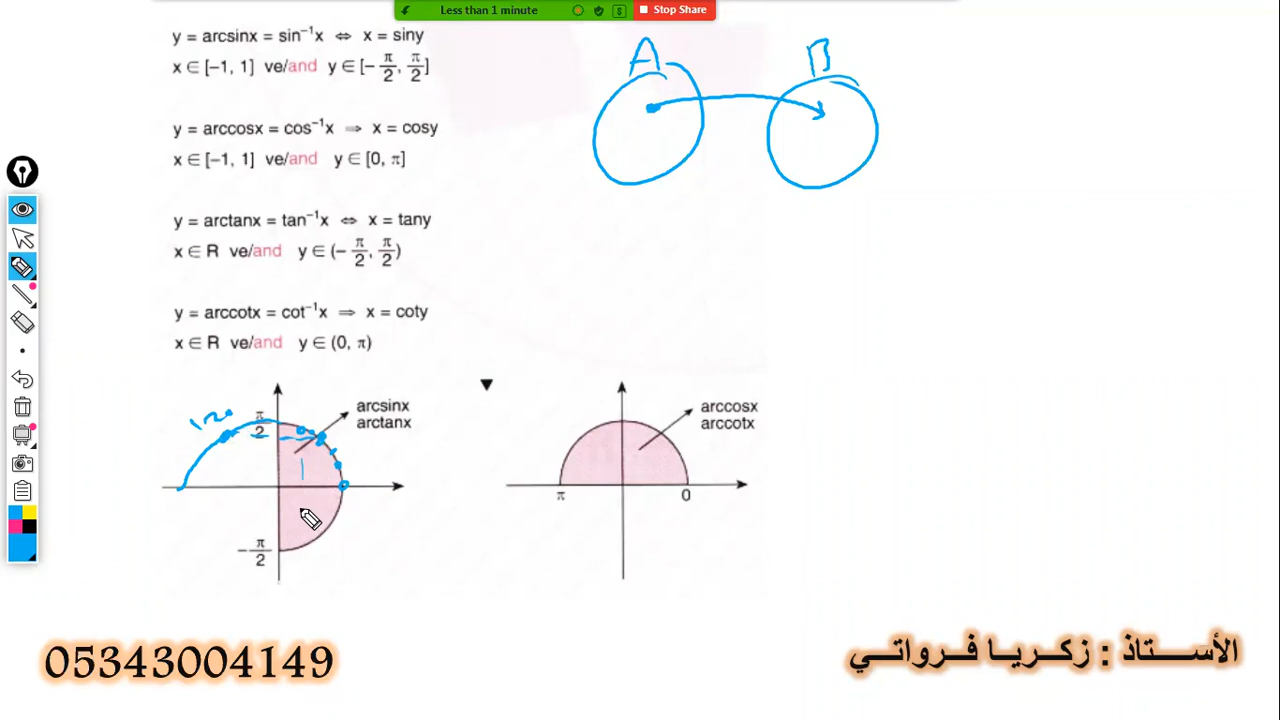 Less than 1 minute Stop Share
y = arcsinx = sin⁻¹x ⇔ x = siny
x ∈ [−1, 1] ve/and y ∈ [−π/2, π/2]
y = arccosx = cos⁻¹x ⇒ x = cosy
x ∈ [−1, 1] ve/and y ∈ [0, π]
y = arctanx = tan⁻¹x ⇔ x = tany
x ∈ R ve/and y ∈ (−π/2, π/2)
y = arccotx = cot⁻¹x ⇒ x = coty
x ∈ R ve/and y ∈ (0, π)
A B
120
π/2
arcsinx
arctanx
−π/2
arccosx
arccotx
π 0
05343004149
الأستاذ : زكريا فرواتي